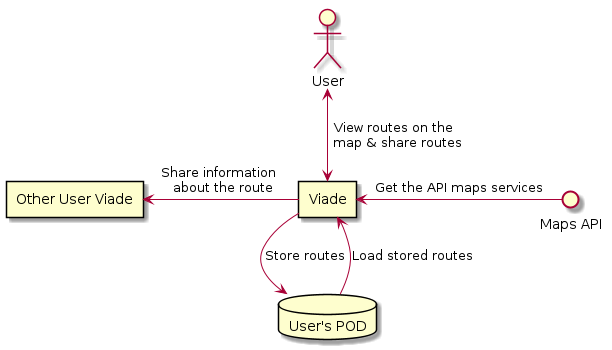 User
View routes on the
map & share routes
Share information
about the route
Get the API maps services
Other User Viade
Viade
Maps API
Store routes
Load stored routes
User's POD